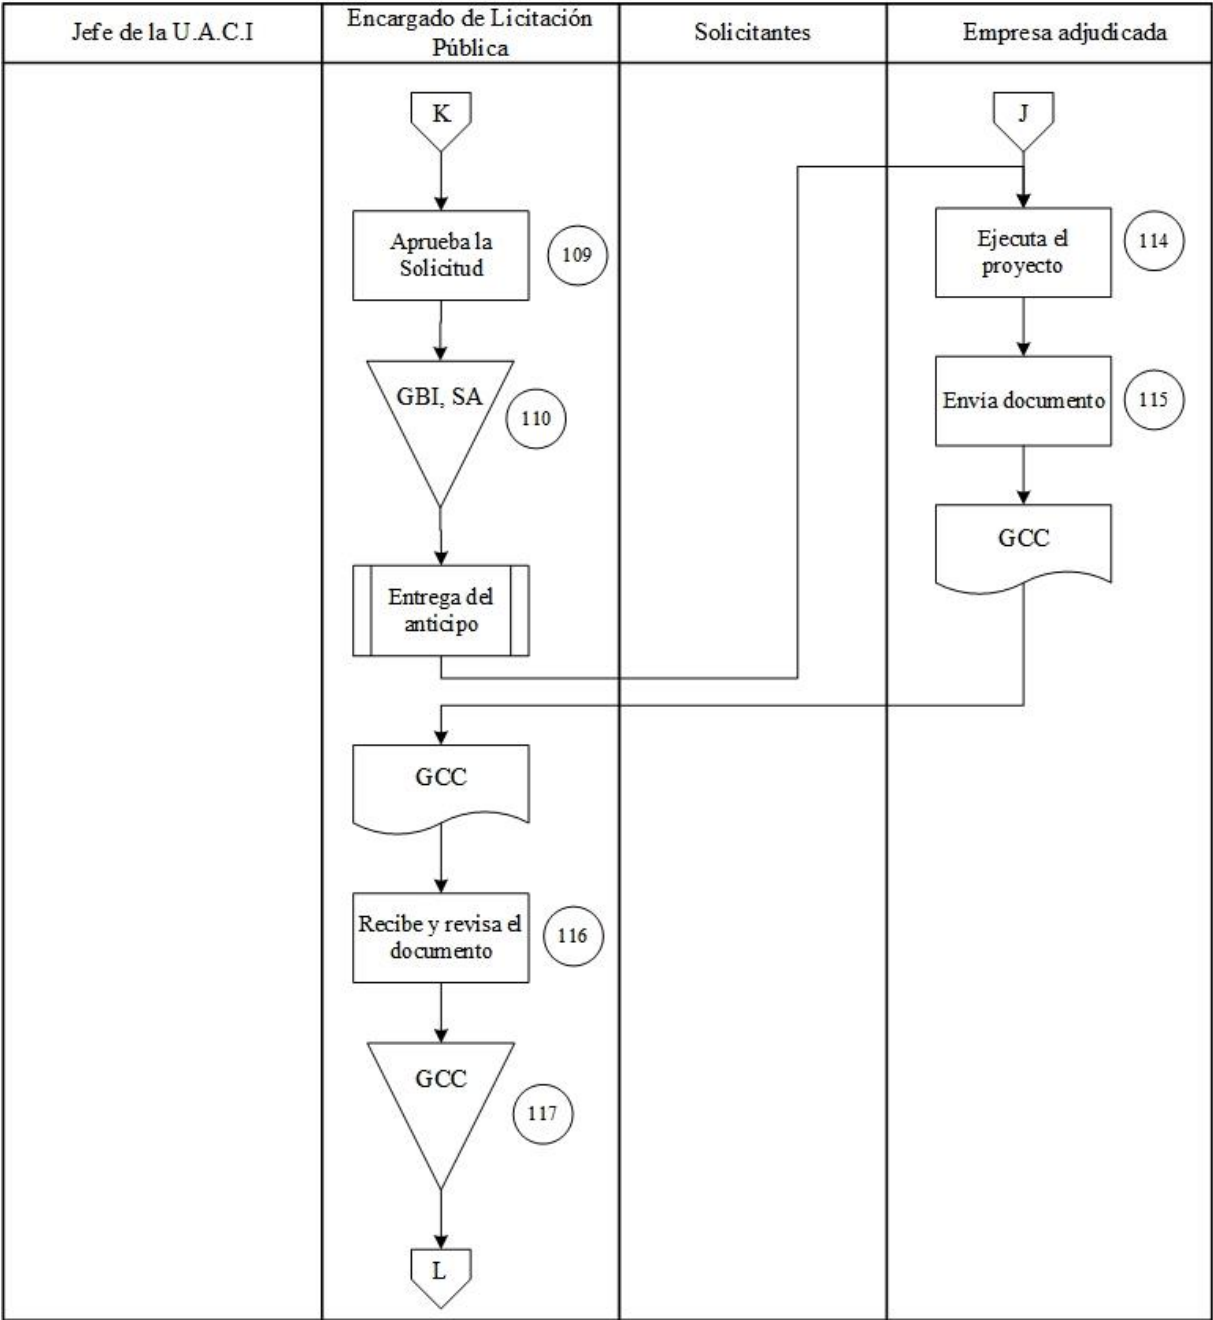 Jefe de la U.A.C.I
Encargado de Licitación
Pública
Solicitantes
Empresa adjudicada
K
Aprueba la
Solicitud
109
GBI, SA
110
Entrega del
anticipo
J
Ejecuta el
proyecto
114
Envia documento
115
GCC
GCC
Recibe y revisa el
documento
116
GCC
117
L